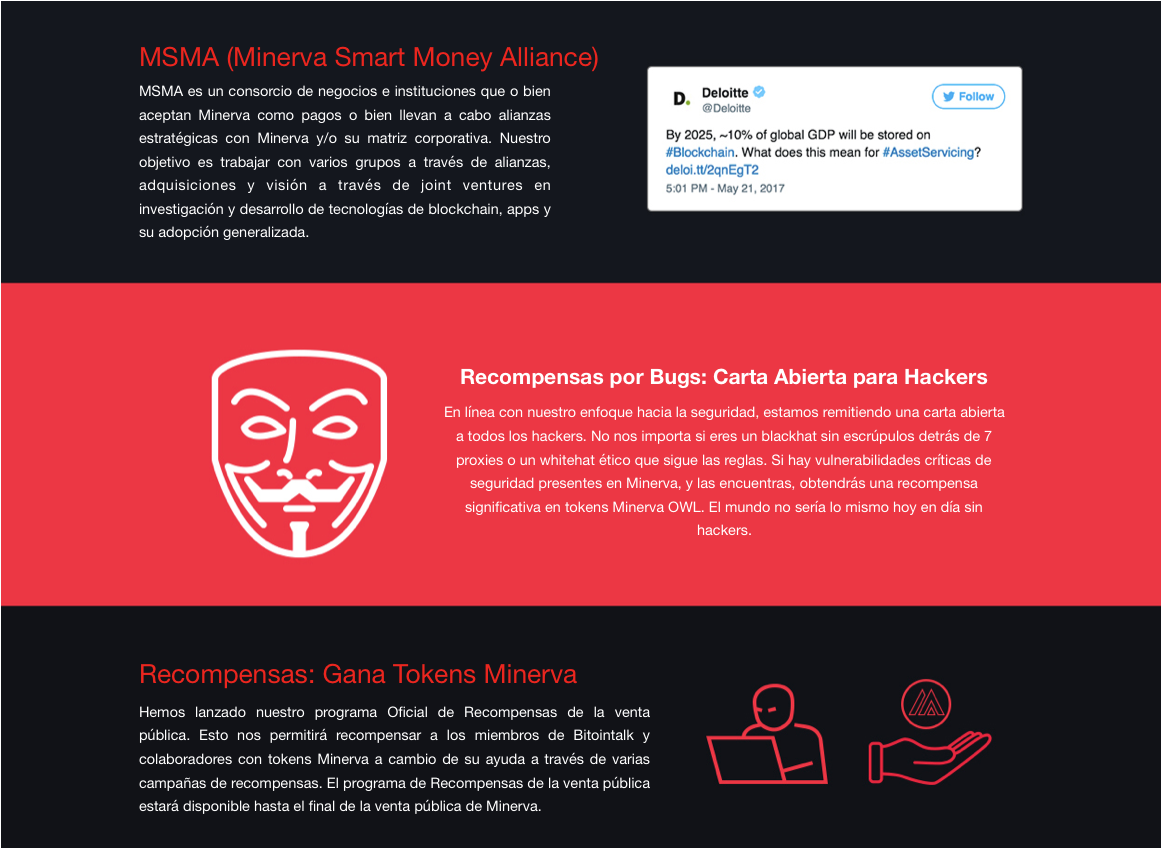 MSMA (Minerva Smart Money Alliance)
MSMA es un consorcio de negocios e instituciones que o bien
aceptan Minerva como pagos o bien llevan a cabo alianzas
estratégicas con Minerva y/o su matriz corporativa. Nuestro
objetivo es trabajar con varios grupos a través de alianzas,
adquisiciones y visión a través de joint ventures en
investigación y desarrollo de tecnologías de blockchain, apps y
su adopción generalizada.
D.
Deloitte
@Deloitte
Follow
By 2025, ~10% of global GDP will be stored on
#Blockchain. What does this mean for #AssetServicing?
deloi.tt/2qnEgT2
5:01 PM - May 21, 2017
Recompensas por Bugs: Carta Abierta para Hackers
En línea con nuestro enfoque hacia la seguridad, estamos remitiendo una carta abierta
a todos los hackers. No nos importa si eres un blackhat sin escrúpulos detrás de 7
proxies o un whitehat ético que sigue las reglas. Si hay vulnerabilidades críticas de
seguridad presentes en Minerva, y las encuentras, obtendrás una recompensa
significativa en tokens Minerva OWL. El mundo no sería lo mismo hoy en día sin
hackers.
Recompensas: Gana Tokens Minerva
Hemos lanzado nuestro programa Oficial de Recompensas de la venta
pública. Esto nos permitirá recompensar a los miembros de Bitointalk y
colaboradores con tokens Minerva a cambio de su ayuda a través de varias
campañas de recompensas. El programa de Recompensas de la venta pública
estará disponible hasta el final de la venta pública de Minerva.